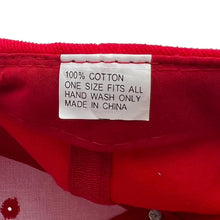 100% COTTON
ONE SIZE FITS ALL
HAND WASH ONLY
MADE IN CHINA